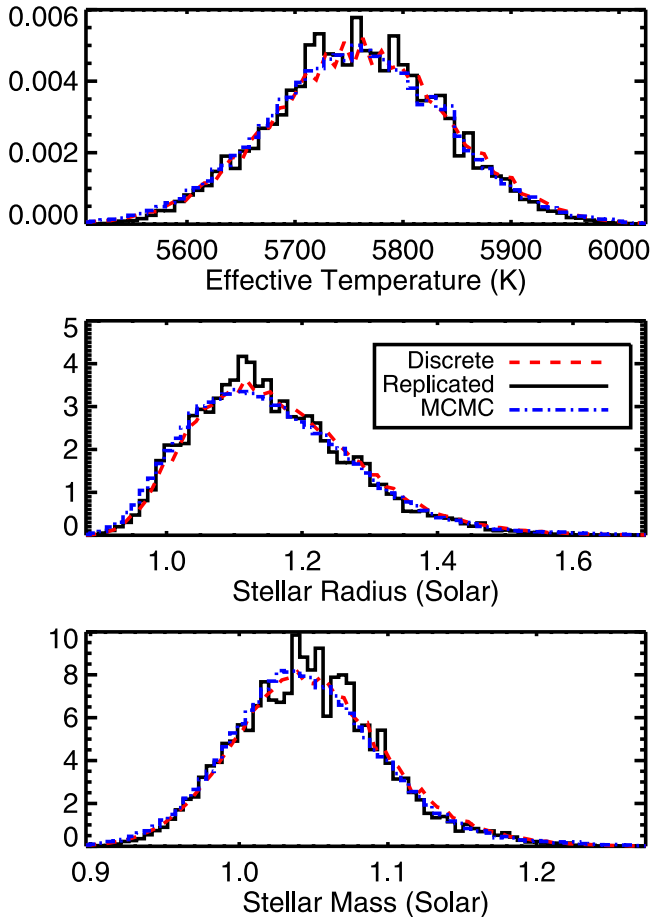 0.006
0.004
0.002
0.000
5600 5700 5800 5900 6000
Effective Temperature (K)
5
4
3
2
1
0
Discrete
Replicated
MCMC
1.0 1.2 1.4 1.6
Stellar Radius (Solar)
10
8
6
4
2
0
0.9 1.0 1.1 1.2
Stellar Mass (Solar)